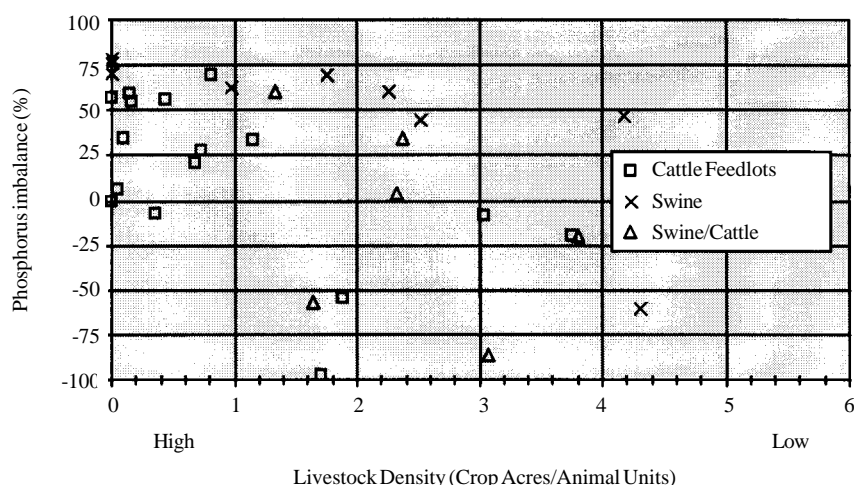 100
75
50
25
0
-25
-50
-75
-100
Phosphorus imbalance (%)
Cattle Feedlots
Swine
Swine/Cattle
0 1 2 3 4 5 6
High Low
Livestock Density (Crop Acres/Animal Units)